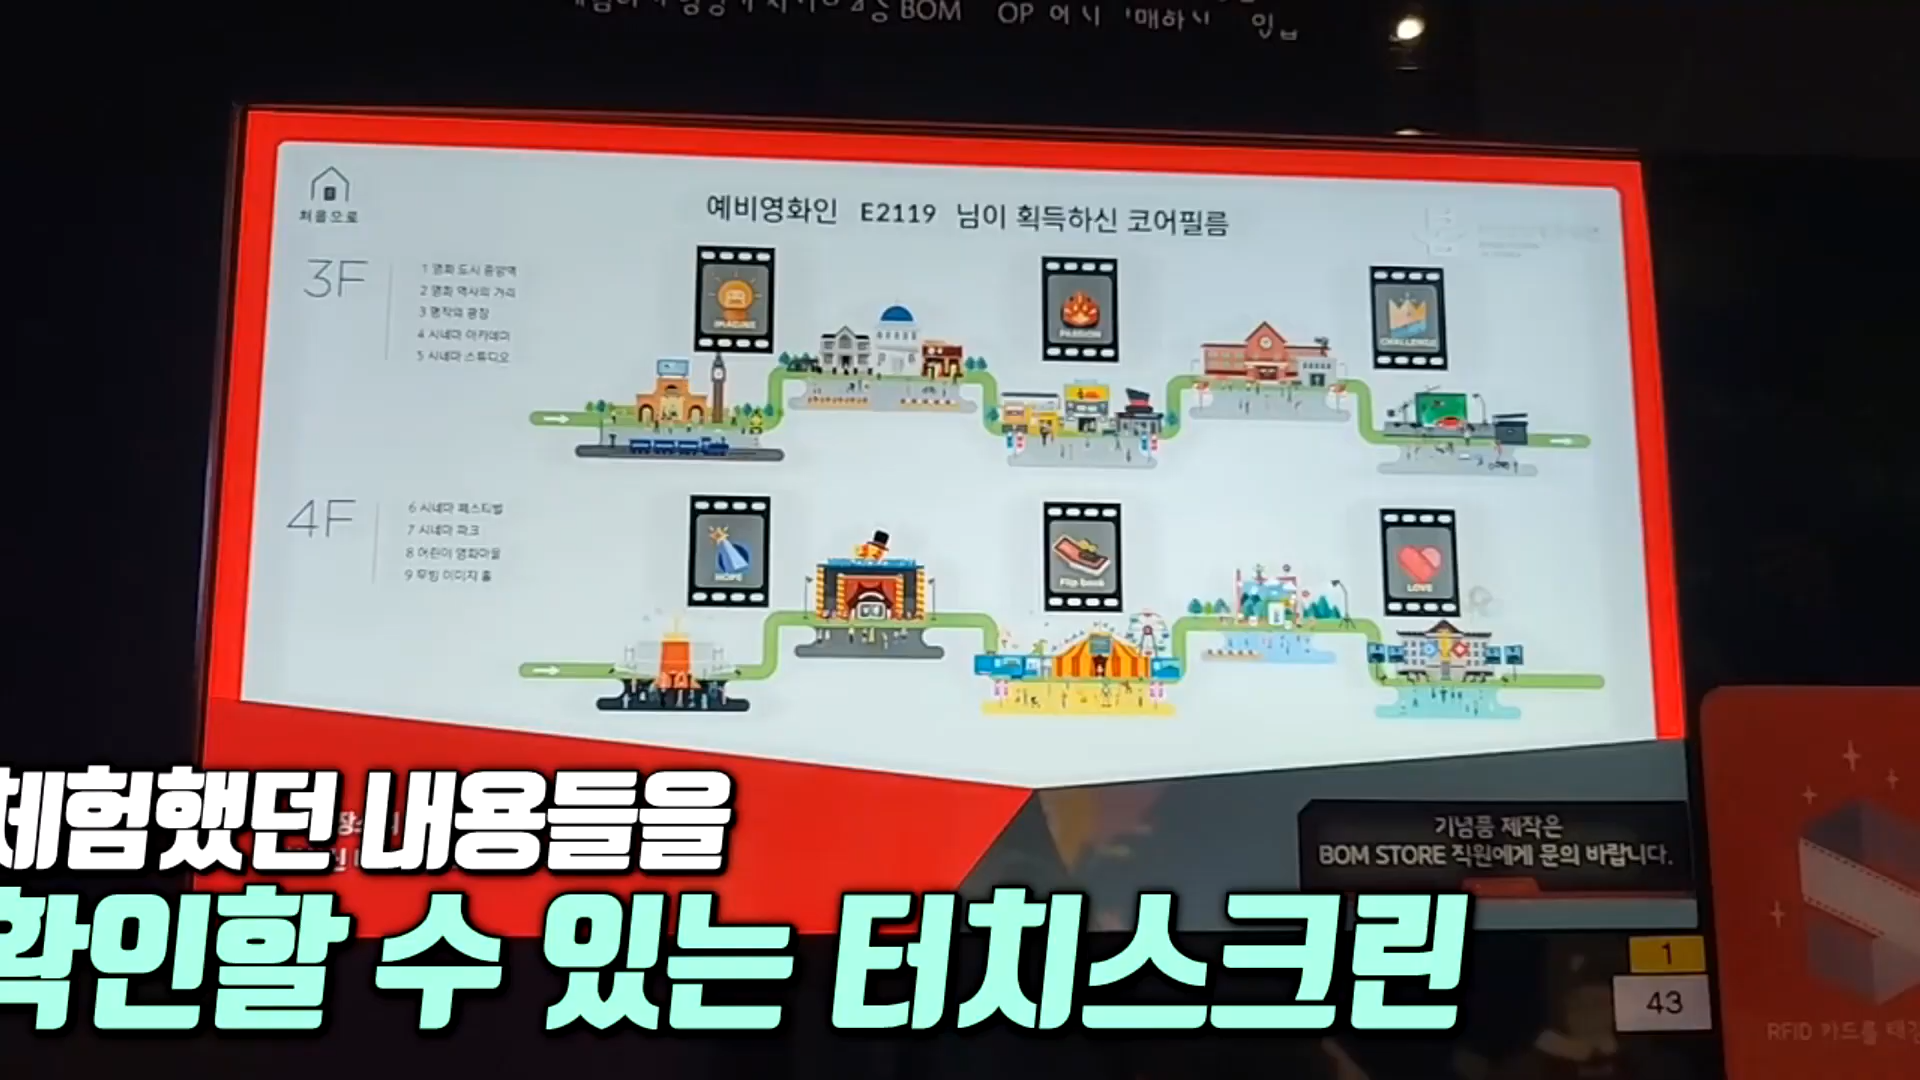 처음으로
예비영화인 E2119 님이 획득하신 코어필름
3F
1 영화 도시 중앙역
2 영화 역사의 거리
3 명작의 광장
4 시네마 아카데미
5 시네마 스튜디오
IMAGINE
PASSION
CHALLENGE
4F
6 시네마 페스티벌
7 시네마 파크
8 어린이 영화마을
9 무빙 이미지 홀
HOPE
Flip book
LOVE
체험했던 내용들을
확인할 수 있는 터치스크린
기념품 제작은
BOM STORE 직원에게 문의 바랍니다.
1
43
RFID 카드를